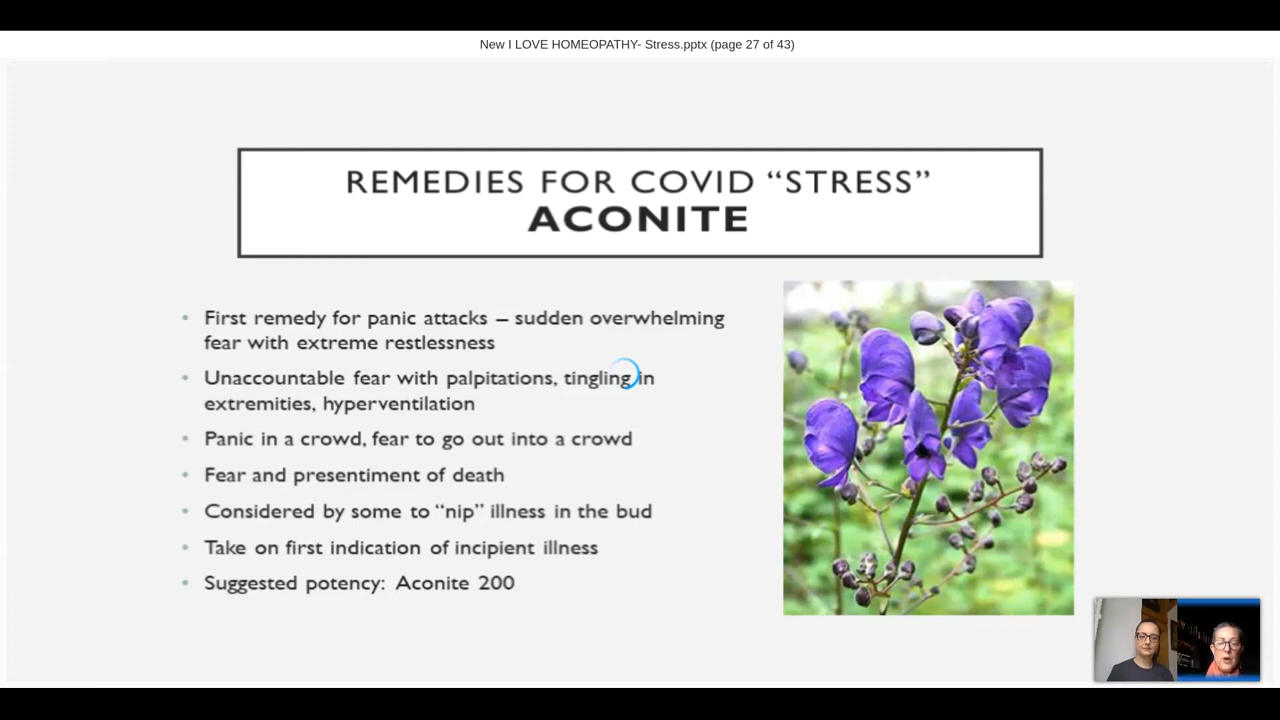 New I LOVE HOMEOPATHY- Stress.pptx (page 27 of 43)
REMEDIES FOR COVID “STRESS”
ACONITE
• First remedy for panic attacks – sudden overwhelming
fear with extreme restlessness
• Unaccountable fear with palpitations, tingling in
extremities, hyperventilation
• Panic in a crowd, fear to go out into a crowd
• Fear and presentiment of death
• Considered by some to “nip” illness in the bud
• Take on first indication of incipient illness
• Suggested potency: Aconite 200